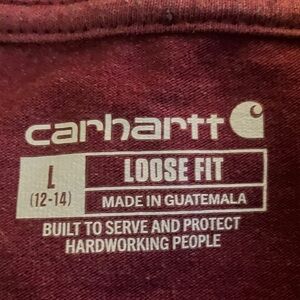 carhartt
L
(12-14)
LOOSE FIT
MADE IN GUATEMALA
BUILT TO SERVE AND PROTECT
HARDWORKING PEOPLE